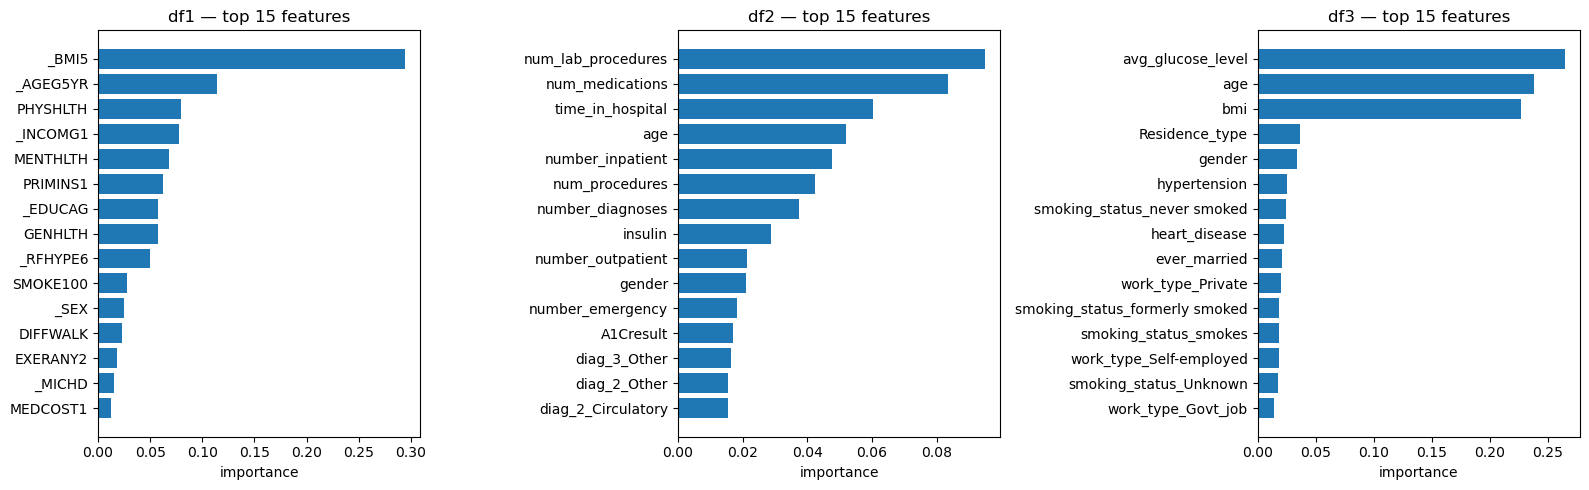 df1 — top 15 features
_BMI5
_AGEG5YR
PHYSHLTH
_INCOMG1
MENTHLTH
PRIMINS1
_EDUCAG
GENHLTH
_RFHYPE6
SMOKE100
_SEX
DIFFWALK
EXERANY2
_MICHD
MEDCOST1
0.00 0.05 0.10 0.15 0.20 0.25 0.30
importance
df2 — top 15 features
num_lab_procedures
num_medications
time_in_hospital
age
number_inpatient
num_procedures
number_diagnoses
insulin
number_outpatient
gender
number_emergency
A1Cresult
diag_3_Other
diag_2_Other
diag_2_Circulatory
0.00 0.02 0.04 0.06 0.08
importance
df3 — top 15 features
avg_glucose_level
age
bmi
Residence_type
gender
hypertension
smoking_status_never smoked
heart_disease
ever_married
work_type_Private
smoking_status_formerly smoked
smoking_status_smokes
work_type_Self-employed
smoking_status_Unknown
work_type_Govt_job
0.00 0.05 0.10 0.15 0.20 0.25
importance